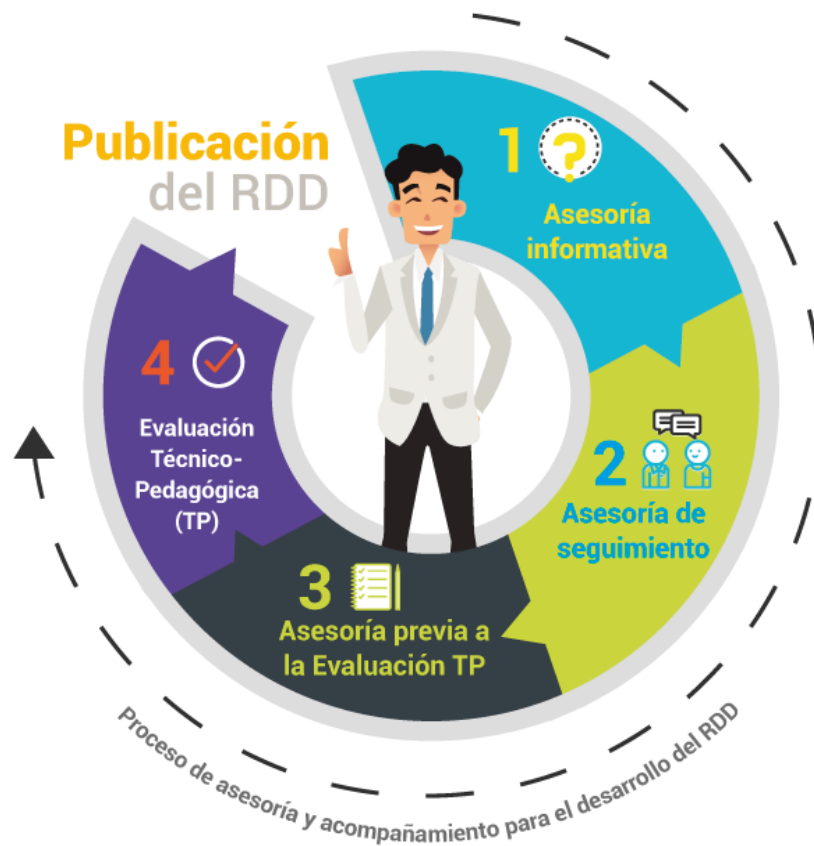 Publicación
del RDD
1
?
Asesoría
informativa
2
Asesoría de
seguimiento
3
Asesoría previa a
la Evaluación TP
4
Evaluación
Técnico-
Pedagógica
(TP)
Proceso de asesoría y acompañamiento para el desarrollo del RDD